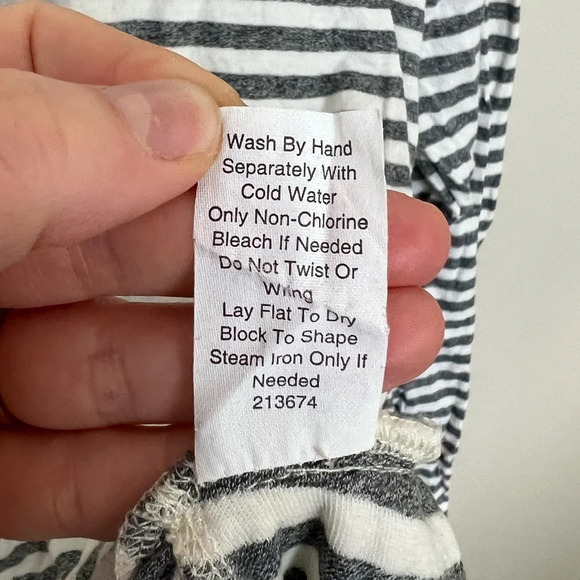 Wash By Hand
Separately With
Cold Water
Only Non-Chlorine
Bleach If Needed
Do Not Twist Or
Wring
Lay Flat To Dry
Block To Shape
Steam Iron Only If
Needed
213674